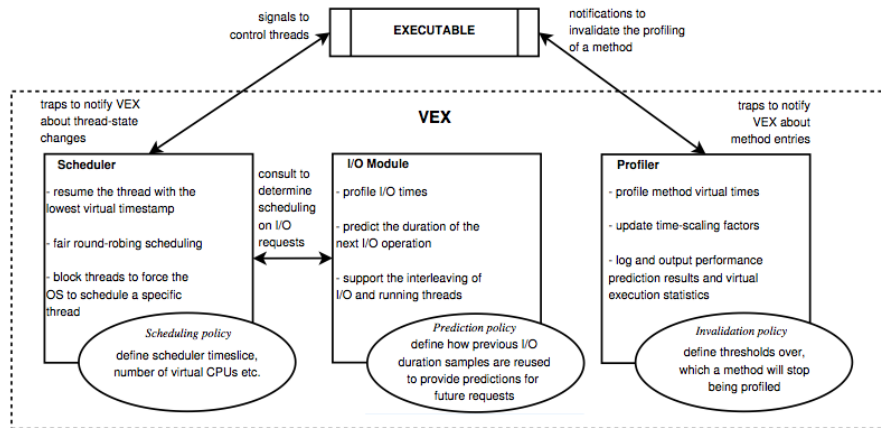 signals to
control threads
EXECUTABLE
notifications to
invalidate the profiling
of a method
traps to notify VEX
about thread-state
changes
VEX
traps to notify
VEX about
method entries
Scheduler
- resume the thread with the
lowest virtual timestamp
- fair round-robing scheduling
- block threads to force the
OS to schedule a specific
thread
Scheduling policy
define scheduler timeslice,
number of virtual CPUs etc.
consult to
determine
scheduling
on I/O
requests
I/O Module
- profile I/O times
- predict the duration of the
next I/O operation
- support the interleaving of
I/O and running threads
Prediction policy
define how previous I/O
duration samples are reused
to provide predictions for
future requests
Profiler
- profile method virtual times
- update time-scaling factors
- log and output performance
prediction results and virtual
execution statistics
Invalidation policy
define thresholds over,
which a method will stop
being profiled